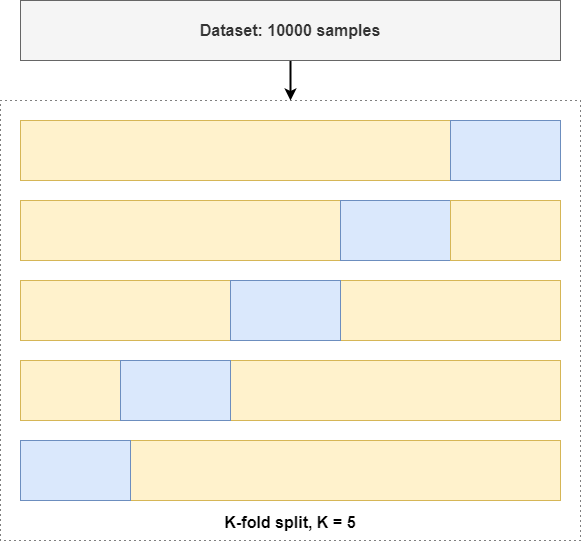 Dataset: 10000 samples
K-fold split, K = 5